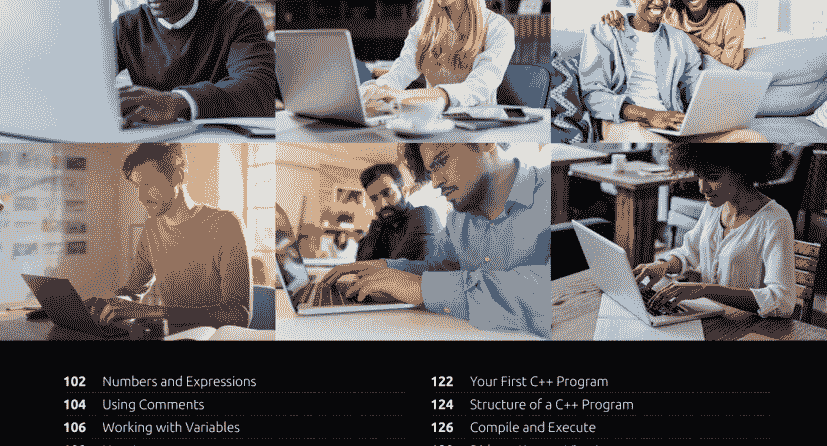 102 Numbers and Expressions
104 Using Comments
106 Working with Variables
122 Your First C++ Program
124 Structure of a C++ Program
126 Compile and Execute